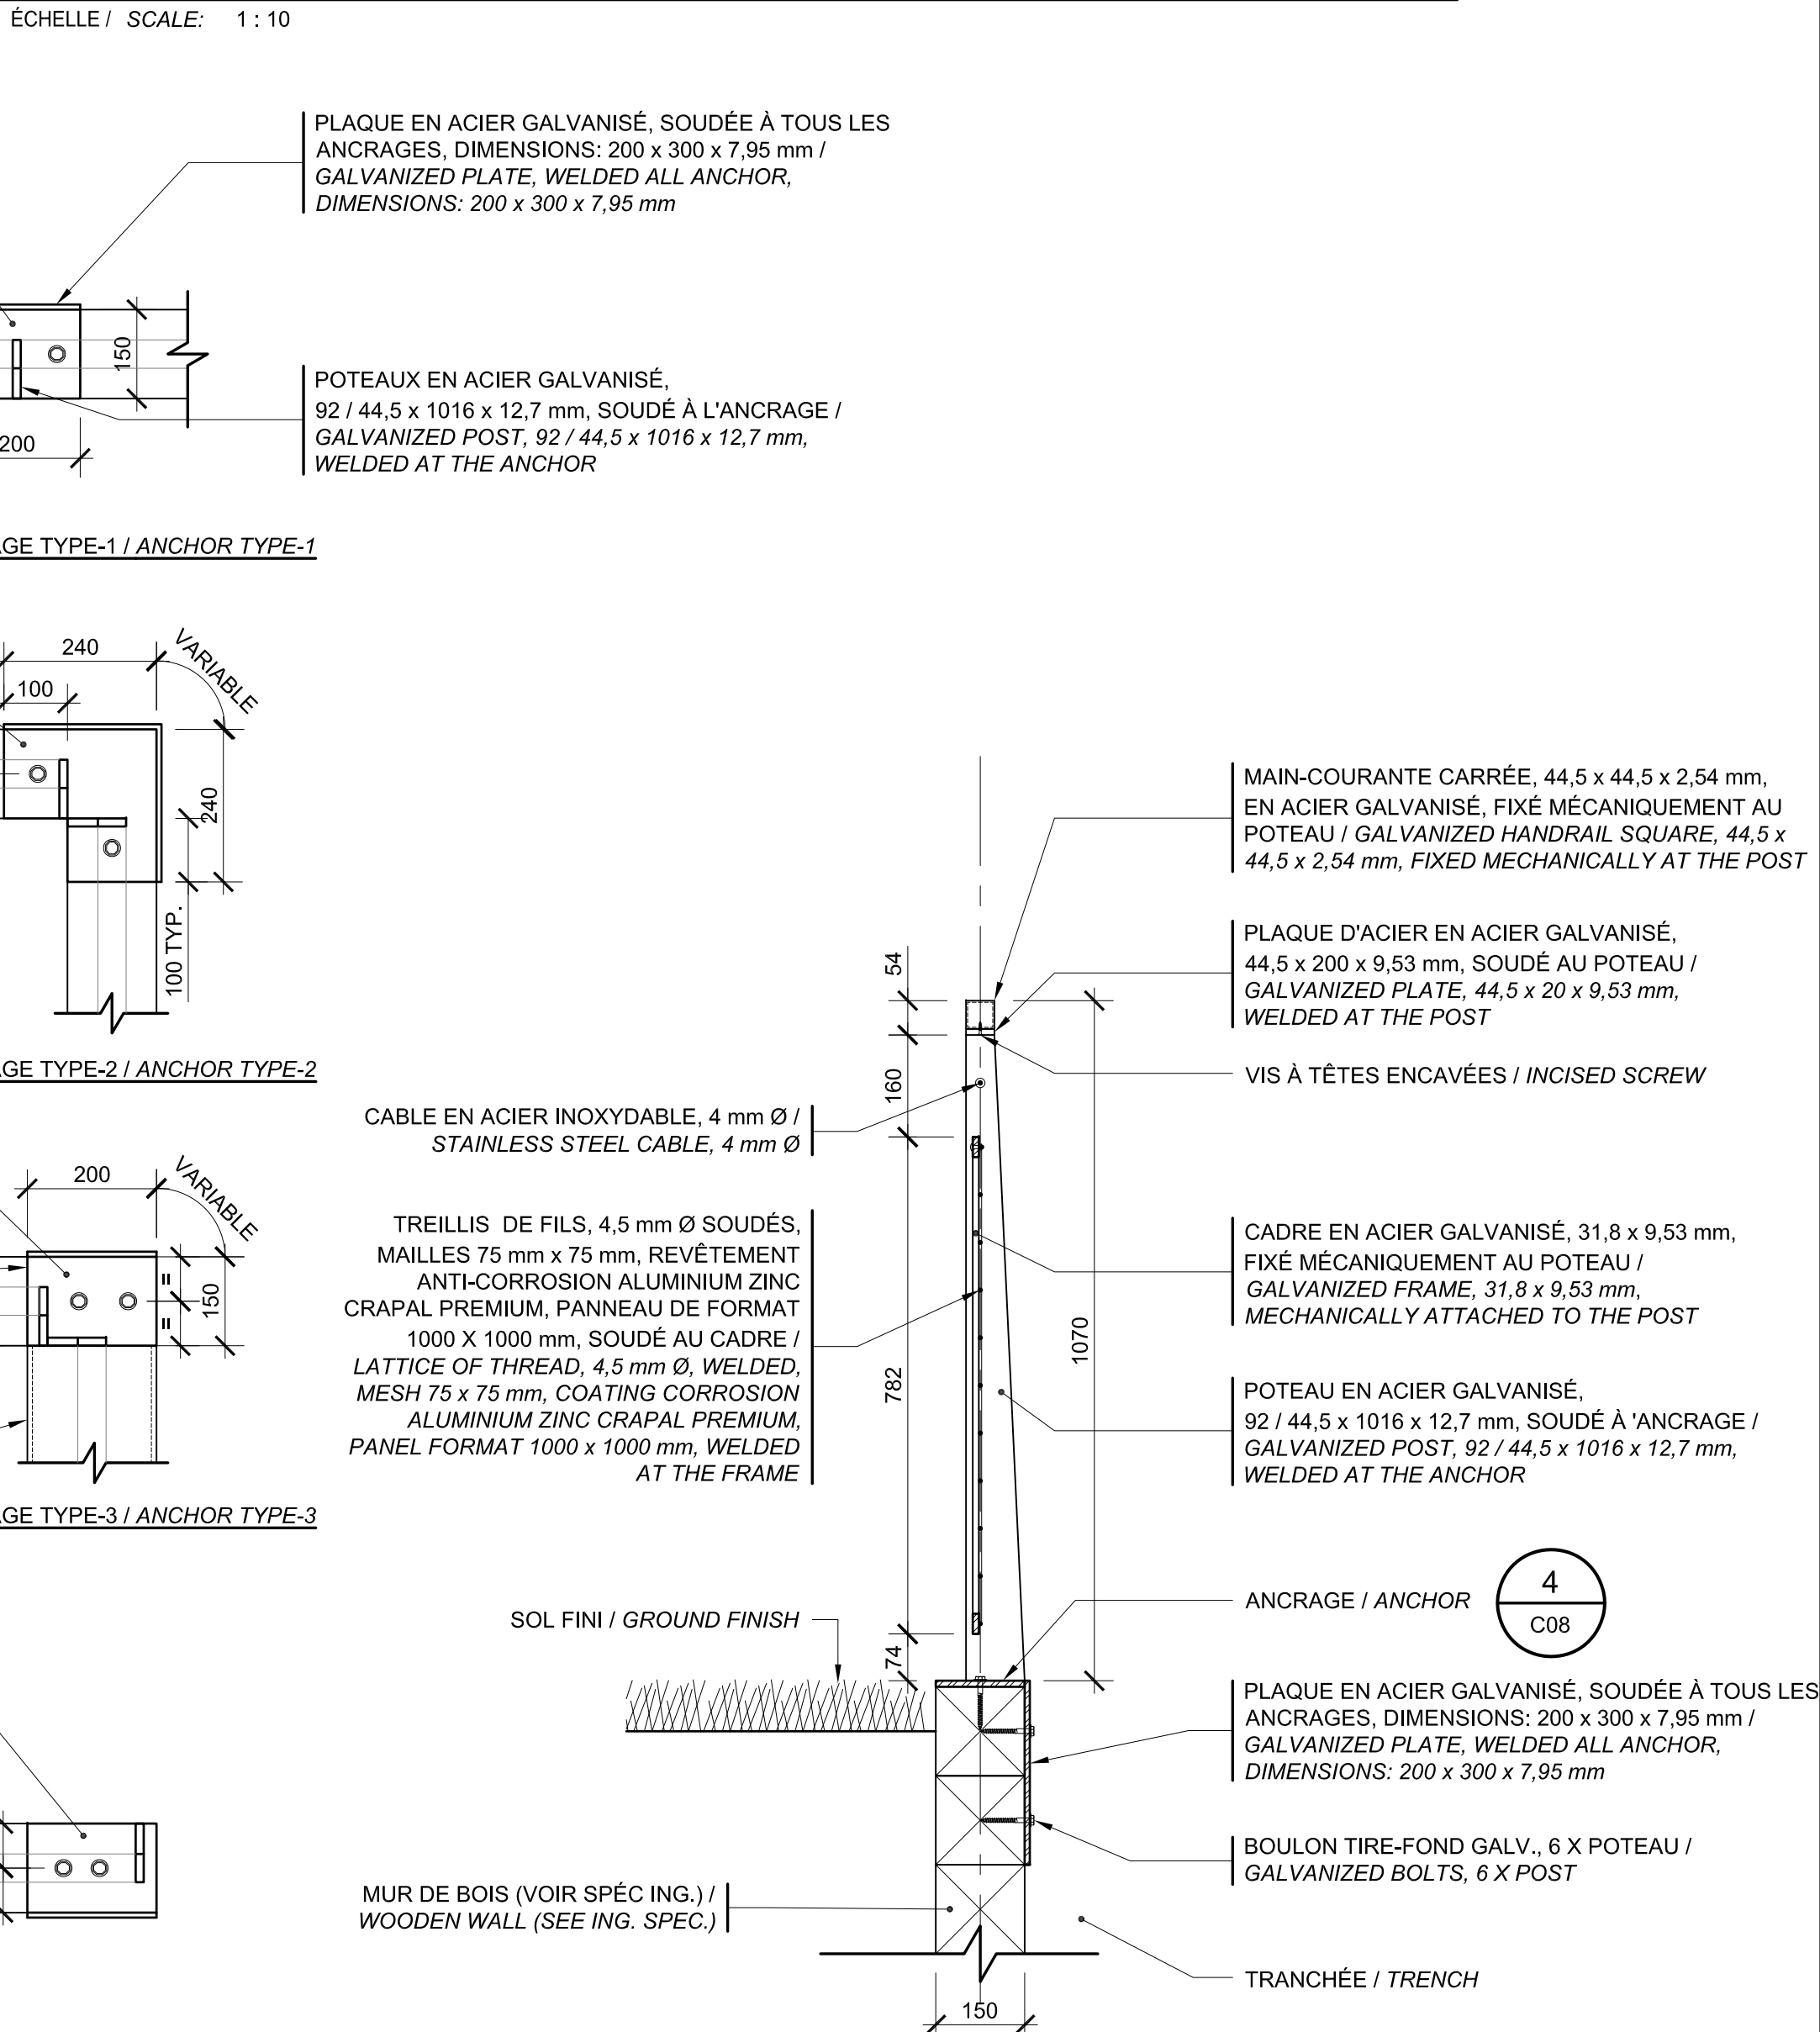 ÉCHELLE / SCALE: 1 : 10
PLAQUE EN ACIER GALVANISÉ, SOUDÉE À TOUS LES
ANCRAGES, DIMENSIONS: 200 x 300 x 7,95 mm /
GALVANIZED PLATE, WELDED ALL ANCHOR,
DIMENSIONS: 200 x 300 x 7,95 mm
150
200
POTEAUX EN ACIER GALVANISÉ,
92 / 44,5 x 1016 x 12,7 mm, SOUDÉ À L'ANCRAGE /
GALVANIZED POST, 92 / 44,5 x 1016 x 12,7 mm,
WELDED AT THE ANCHOR
AGE TYPE-1 / ANCHOR TYPE-1
240
VARIABLE
100
240
100 TYP.
AGE TYPE-2 / ANCHOR TYPE-2
200
VARIABLE
=
=
150
AGE TYPE-3 / ANCHOR TYPE-3
CABLE EN ACIER INOXYDABLE, 4 mm Ø /
STAINLESS STEEL CABLE, 4 mm Ø
TREILLIS DE FILS, 4,5 mm Ø SOUDÉS,
MAILLES 75 mm x 75 mm, REVÊTEMENT
ANTI-CORROSION ALUMINIUM ZINC
CRAPAL PREMIUM, PANNEAU DE FORMAT
1000 X 1000 mm, SOUDÉ AU CADRE /
LATTICE OF THREAD, 4,5 mm Ø, WELDED,
MESH 75 x 75 mm, COATING CORROSION
ALUMINIUM ZINC CRAPAL PREMIUM,
PANEL FORMAT 1000 x 1000 mm, WELDED
AT THE FRAME
SOL FINI / GROUND FINISH
MUR DE BOIS (VOIR SPÉC ING.) /
WOODEN WALL (SEE ING. SPEC.)
54
160
782
74
1070
150
MAIN-COURANTE CARRÉE, 44,5 x 44,5 x 2,54 mm,
EN ACIER GALVANISÉ, FIXÉ MÉCANIQUEMENT AU
POTEAU / GALVANIZED HANDRAIL SQUARE, 44,5 x
44,5 x 2,54 mm, FIXED MECHANICALLY AT THE POST
PLAQUE D'ACIER EN ACIER GALVANISÉ,
44,5 x 200 x 9,53 mm, SOUDÉ AU POTEAU /
GALVANIZED PLATE, 44,5 x 20 x 9,53 mm,
WELDED AT THE POST
VIS À TÊTES ENCAVÉES / INCISED SCREW
CADRE EN ACIER GALVANISÉ, 31,8 x 9,53 mm,
FIXÉ MÉCANIQUEMENT AU POTEAU /
GALVANIZED FRAME, 31,8 x 9,53 mm,
MECHANICALLY ATTACHED TO THE POST
POTEAU EN ACIER GALVANISÉ,
92 / 44,5 x 1016 x 12,7 mm, SOUDÉ À 'ANCRAGE /
GALVANIZED POST, 92 / 44,5 x 1016 x 12,7 mm,
WELDED AT THE ANCHOR
ANCRAGE / ANCHOR
4
C08
PLAQUE EN ACIER GALVANISÉ, SOUDÉE À TOUS LES
ANCRAGES, DIMENSIONS: 200 x 300 x 7,95 mm /
GALVANIZED PLATE, WELDED ALL ANCHOR,
DIMENSIONS: 200 x 300 x 7,95 mm
BOULON TIRE-FOND GALV., 6 X POTEAU /
GALVANIZED BOLTS, 6 X POST
TRANCHÉE / TRENCH